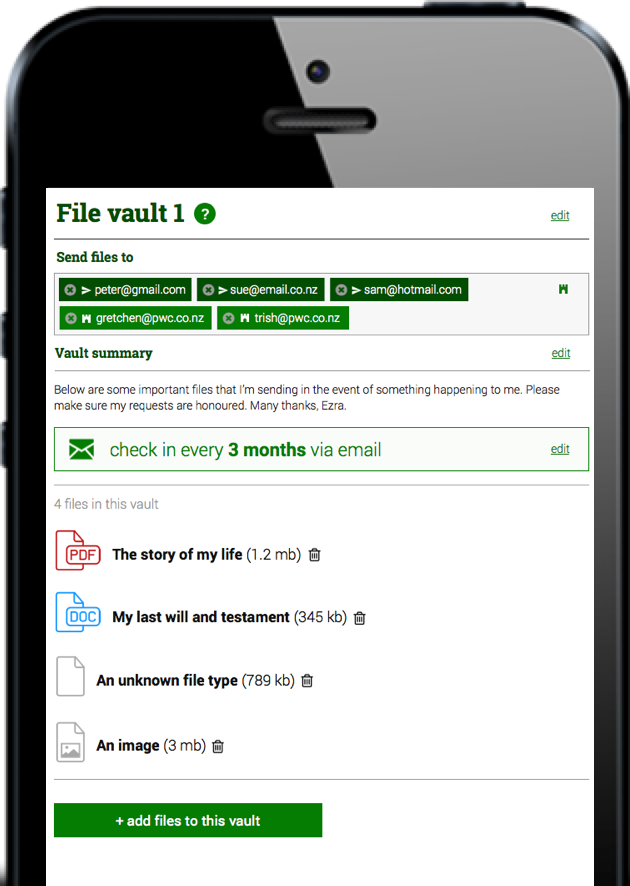 File vault 1 ?
edit
Send files to
peter@gmail.com sue@email.co.nz sam@hotmail.com
gretchen@pwc.co.nz trish@pwc.co.nz
Vault summary
edit
Below are some important files that I'm sending in the event of something happening to me. Please
make sure my requests are honoured. Many thanks, Ezra.
check in every 3 months via email
edit
4 files in this vault
PDF
The story of my life (1.2 mb)
DOC
My last will and testament (345 kb)
An unknown file type (789 kb)
An image (3 mb)
+ add files to this vault